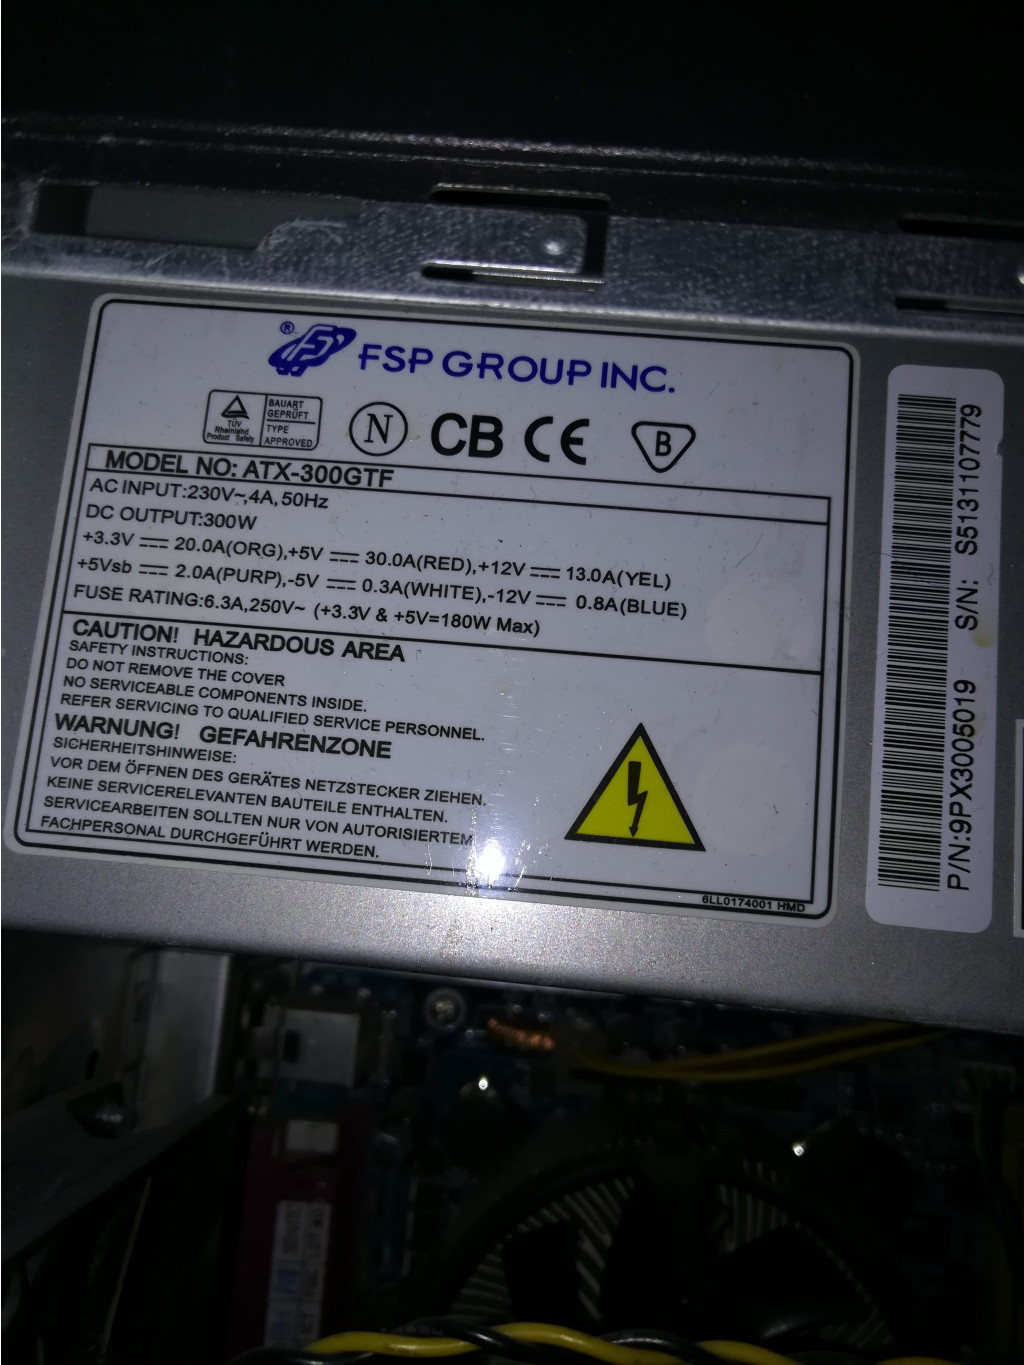 ® FSP GROUP INC.
TÜV Rheinland Product Safety
BAUART GEPRÜFT
TYPE APPROVED
N
CB CE
B
MODEL NO: ATX-300GTF
AC INPUT:230V~,4A,50Hz
DC OUTPUT:300W
+3.3V ⎓ 20.0A(ORG),+5V ⎓ 30.0A(RED),+12V ⎓ 13.0A(YEL)
+5Vsb ⎓ 2.0A(PURP),-5V ⎓ 0.3A(WHITE),-12V ⎓ 0.8A(BLUE)
FUSE RATING:6.3A,250V~ (+3.3V & +5V=180W Max)
CAUTION! HAZARDOUS AREA
SAFETY INSTRUCTIONS:
DO NOT REMOVE THE COVER
NO SERVICEABLE COMPONENTS INSIDE.
REFER SERVICING TO QUALIFIED SERVICE PERSONNEL.
WARNUNG! GEFAHRENZONE
SICHERHEITSHINWEISE:
VOR DEM ÖFFNEN DES GERÄTES NETZSTECKER ZIEHEN.
KEINE SERVICERELEVANTEN BAUTEILE ENTHALTEN.
SERVICEARBEITEN SOLLTEN NUR VON AUTORISIERTEM
FACHPERSONAL DURCHGEFÜHRT WERDEN.
6LL0174001 HMD
P/N:9PX3005019 S/N: S5131107779